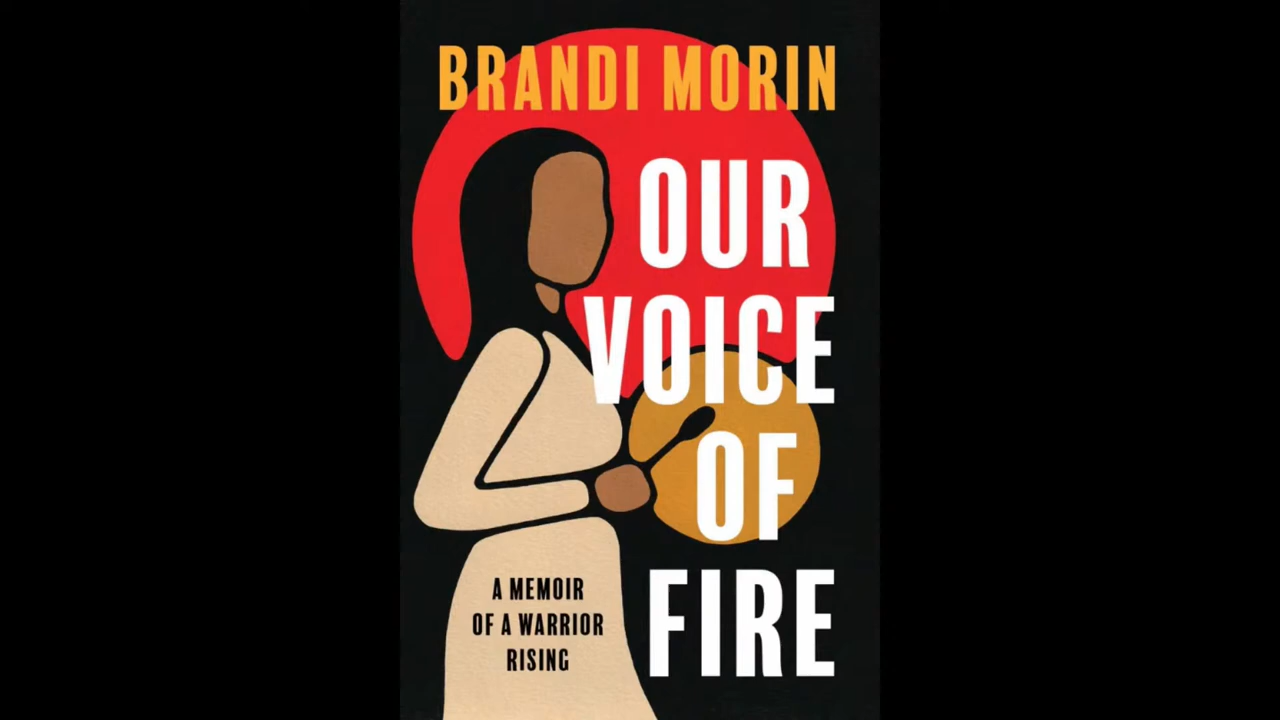 BRANDI MORIN
OUR
VOICE
OF
FIRE
A MEMOIR
OF A WARRIOR
RISING